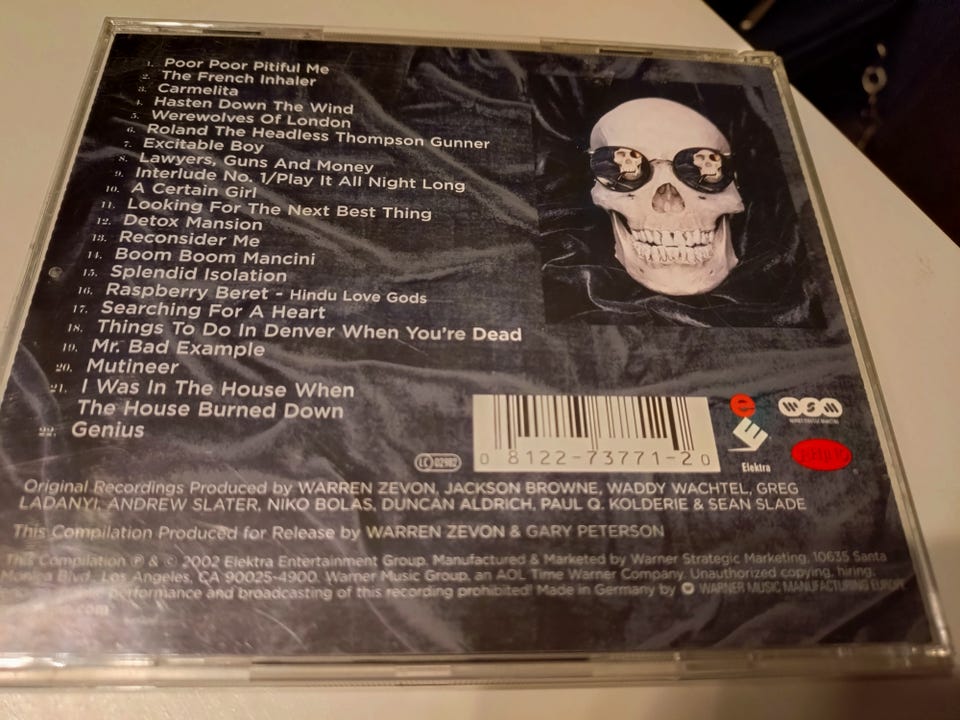 1. Poor Poor Pitiful Me
2. The French Inhaler
3. Carmelita
4. Hasten Down The Wind
5. Werewolves Of London
6. Roland The Headless Thompson Gunner
7. Excitable Boy
8. Lawyers, Guns And Money
9. Interlude No. 1/Play It All Night Long
10. A Certain Girl
11. Looking For The Next Best Thing
12. Detox Mansion
13. Reconsider Me
14. Boom Boom Mancini
15. Splendid Isolation
16. Raspberry Beret - Hindu Love Gods
17. Searching For A Heart
18. Things To Do In Denver When You're Dead
19. Mr. Bad Example
20. Mutineer
21. I Was In The House When
The House Burned Down
22. Genius
LC 02982
0 8122-73771-2 0
Elektra
WSM
Original Recordings Produced by WARREN ZEVON, JACKSON BROWNE, WADDY WACHTEL, GREG
LADANYI, ANDREW SLATER, NIKO BOLAS, DUNCAN ALDRICH, PAUL Q. KOLDERIE & SEAN SLADE
This Compilation Produced for Release by WARREN ZEVON & GARY PETERSON
This Compilation ℗ & © 2002 Elektra Entertainment Group. Manufactured & Marketed by Warner Strategic Marketing, 10635 Santa
Monica Blvd., Los Angeles, CA 90025-4900. Warner Music Group, an AOL Time Warner Company. Unauthorized copying, hiring,
performance and broadcasting of this recording prohibited! Made in Germany by WARNER MUSIC MANUFACTURING EUROPE
.com